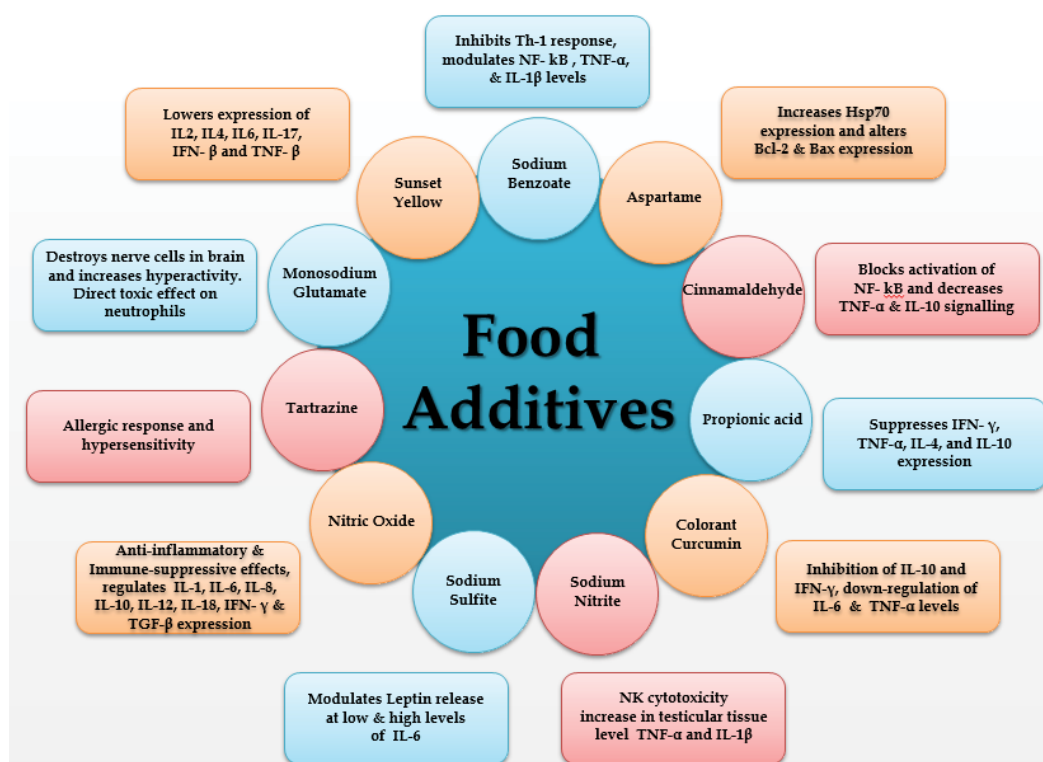 Inhibits Th-1 response,
modulates NF- kB , TNF-α,
& IL-1β levels
Lowers expression of
IL2, IL4, IL6, IL-17,
IFN- β and TNF- β
Increases Hsp70
expression and alters
Bcl-2 & Bax expression
Sunset
Yellow
Sodium
Benzoate
Aspartame
Destroys nerve cells in brain
and increases hyperactivity.
Direct toxic effect on
neutrophils
Monosodium
Glutamate
Cinnamaldehyde
Blocks activation of
NF- kB and decreases
TNF-α & IL-10 signalling
Food
Additives
Allergic response and
hypersensitivity
Tartrazine
Propionic acid
Suppresses IFN- γ,
TNF-α, IL-4, and IL-10
expression
Nitric Oxide
Colorant
Curcumin
Anti-inflammatory &
Immune-suppressive effects,
regulates IL-1, IL-6, IL-8,
IL-10, IL-12, IL-18, IFN- γ &
TGF-β expression
Sodium
Sulfite
Sodium
Nitrite
Inhibition of IL-10 and
IFN-γ, down-regulation of
IL-6 & TNF-α levels
Modulates Leptin release
at low & high levels
of IL-6
NK cytotoxicity
increase in testicular tissue
level TNF-α and IL-1β